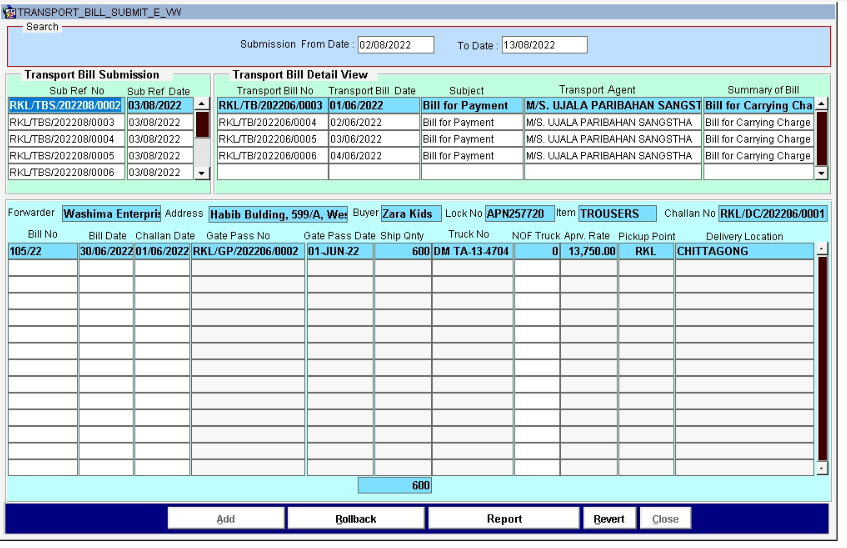 TRANSPORT_BILL_SUBMIT_E_VW
Search
Submission From Date : 02/08/2022 To Date : 13/08/2022
Transport Bill Submission Transport Bill Detail View
Sub Ref No Sub Ref Date Transport Bill No Transport Bill Date Subject Transport Agent Summary of Bill
RKL/TBS/202208/0002 03/08/2022 RKL/TB/202206/0003 01/06/2022 Bill for Payment M/S. UJALA PARIBAHAN SANGST Bill for Carrying Cha
RKL/TBS/202208/0003 03/08/2022 RKL/TB/202206/0004 02/06/2022 Bill for Payment M/S. UJALA PARIBAHAN SANGSTHA Bill for Carrying Charge
RKL/TBS/202208/0004 03/08/2022 RKL/TB/202206/0005 03/06/2022 Bill for Payment M/S. UJALA PARIBAHAN SANGSTHA Bill for Carrying Charge
RKL/TBS/202208/0005 03/08/2022 RKL/TB/202206/0006 04/06/2022 Bill for Payment M/S. UJALA PARIBAHAN SANGSTHA Bill for Carrying Charge
RKL/TBS/202208/0006 03/08/2022
Forwarder Washima Enterpris Address Habib Bulding, 599/A, Wes Buyer Zara Kids Lock No APN257720 Item TROUSERS Challan No RKL/DC/202206/0001
Bill No Bill Date Challan Date Gate Pass No Gate Pass Date Ship Qnty Truck No NOF Truck Aprv. Rate Pickup Point Delivery Location
105/22 30/06/2022 01/06/2022 RKL/GP/202206/0002 01-JUN-22 600 DM TA-13-4704 0 13,750.00 RKL CHITTAGONG
600
Add Rollback Report Revert Close